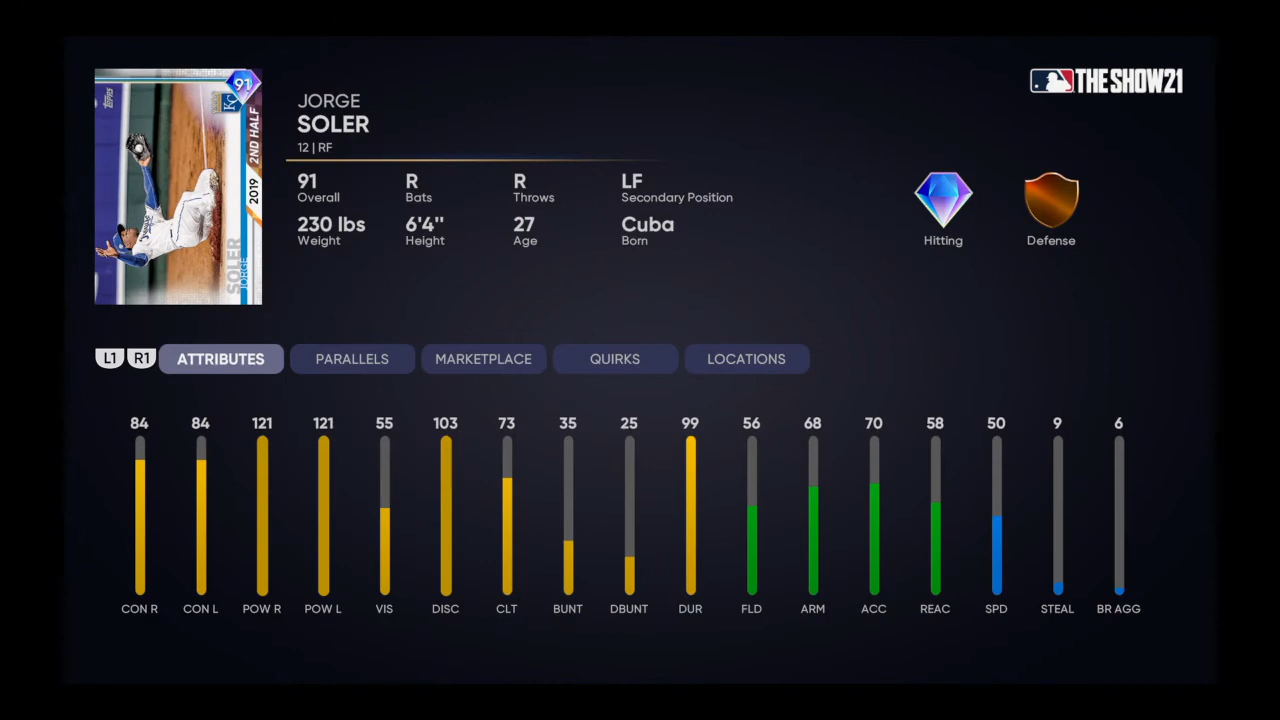 91
Topps
KC
2ND HALF
2019
JORGE
SOLER
THE SHOW 21
JORGE
SOLER
12 | RF
91 R R LF
Overall Bats Throws Secondary Position
230 lbs 6'4'' 27 Cuba
Weight Height Age Born
Hitting Defense
L1 R1 ATTRIBUTES PARALLELS MARKETPLACE QUIRKS LOCATIONS
84 84 121 121 55 103 73 35 25 99 56 68 70 58 50 9 6
CON R CON L POW R POW L VIS DISC CLT BUNT DBUNT DUR FLD ARM ACC REAC SPD STEAL BR AGG